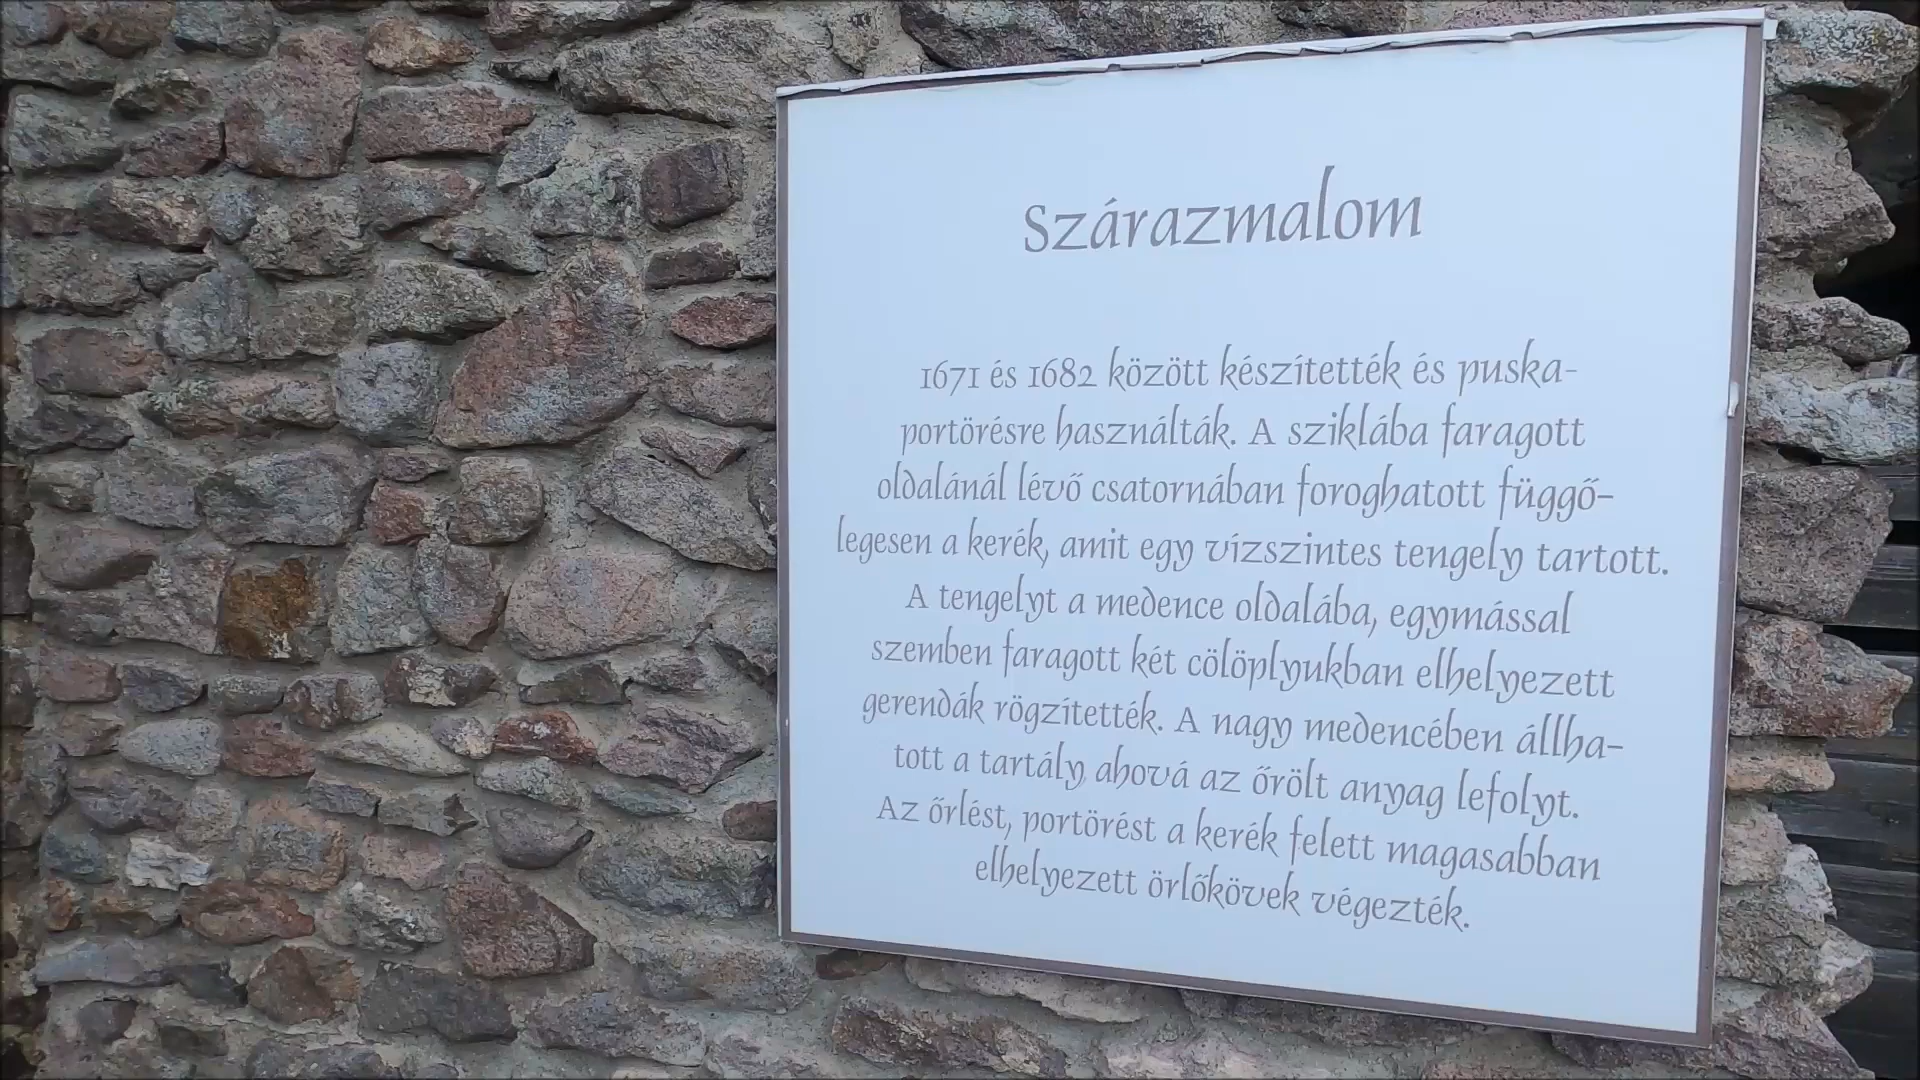 Szárazmalom
1671 és 1682 között készítették és puska-
portörésre használták. A sziklába faragott
oldalánál lévő csatornában foroghatott függő-
legesen a kerék, amit egy vízszintes tengely tartott.
A tengelyt a medence oldalába, egymással
szemben faragott két cölöplyukban elhelyezett
gerendák rögzítették. A nagy medencében állha-
tott a tartály, ahová az őrölt anyag lefolyt.
Az őrlést, portörést a kerék felett magasabban
elhelyezett örlőkövek végezték.